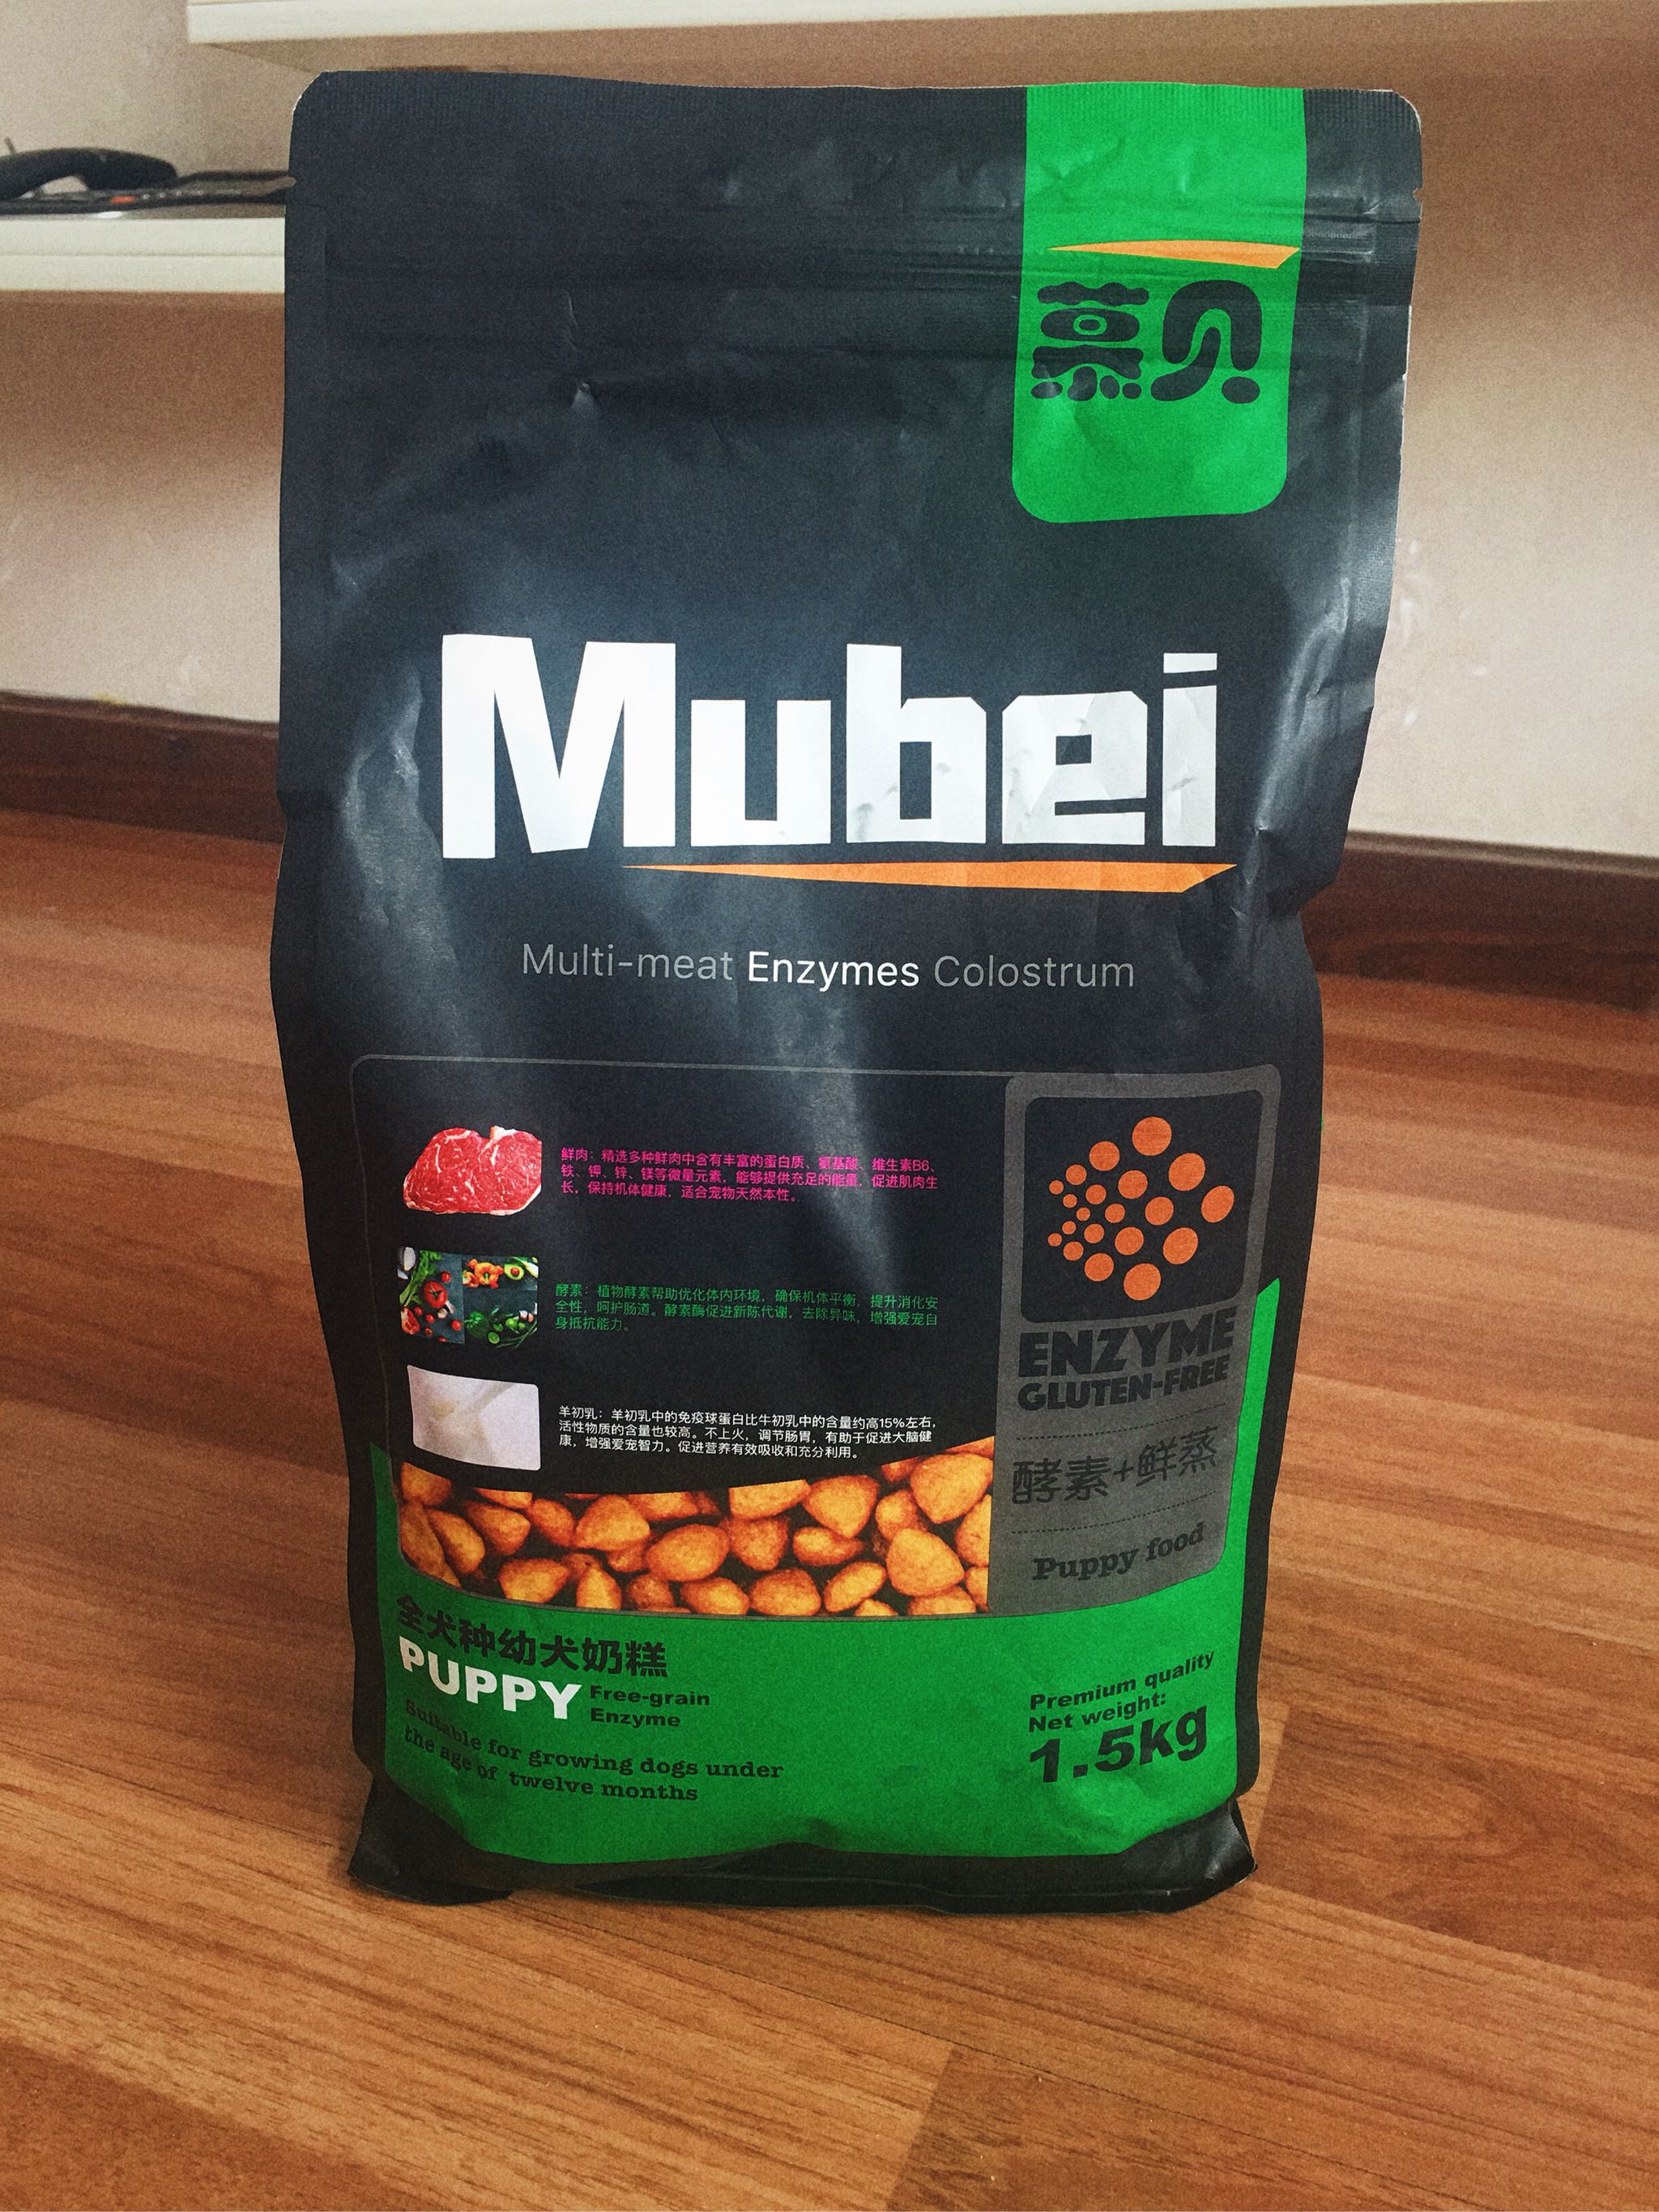 慕贝
Mubei
Multi-meat Enzymes Colostrum
鲜肉：精选多种鲜肉中含有丰富的蛋白质、氨基酸、维生素B6、
铁、钾、锌、镁等微量元素，能够提供充足的能量，促进肌肉生
长，保持机体健康，适合宠物天然本性。
酵素：植物酵素帮助优化体内环境，确保机体平衡，提升消化安
全性，呵护肠道。酵素酶促进新陈代谢，去除异味，增强爱宠自
身抵抗能力。
羊初乳：羊初乳中的免疫球蛋白比牛初乳中的含量约高15%左右，
活性物质的含量也较高。不上火，调节肠胃，有助于促进大脑健
康，增强爱宠智力。促进营养有效吸收和充分利用。
ENZYME
GLUTEN-FREE
酵素+鲜蒸
Puppy food
全犬种幼犬奶糕
PUPPY
Free-grain
Enzyme
Suitable for growing dogs under
the age of twelve months
Premium quality
Net weight:
1.5kg